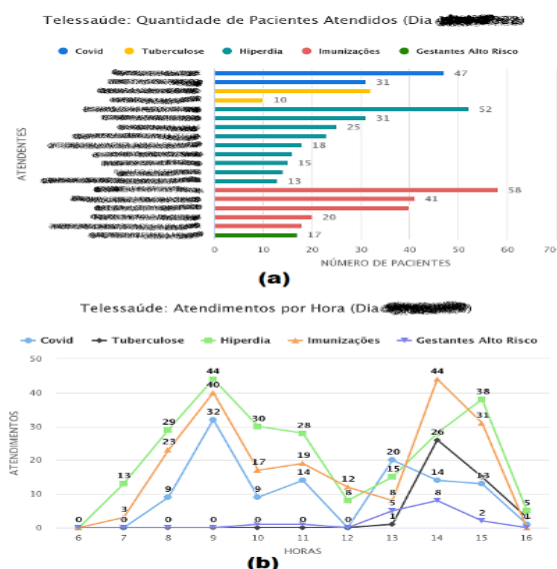 Telessaúde: Quantidade de Pacientes Atendidos (Dia
Covid Tuberculose Hiperdia Imunizações Gestantes Alto Risco
ATENDENTES
47
31
10
52
31
25
18
15
13
58
41
20
17
0 10 20 30 40 50 60 70
NÚMERO DE PACIENTES
(a)
Telessaúde: Atendimentos por Hora (Dia
Covid Tuberculose Hiperdia Imunizações Gestantes Alto Risco
ATENDIMENTOS
50
44 44
40 40 38
32 31
30 29 30 28 26
23
20 17 19 20
13 14 12 15 14 13
10 9 9 8 8 8
3 5 2 5
0 0 0 0 0 0 0 0 1 1
6 7 8 9 10 11 12 13 14 15 16
HORAS
(b)